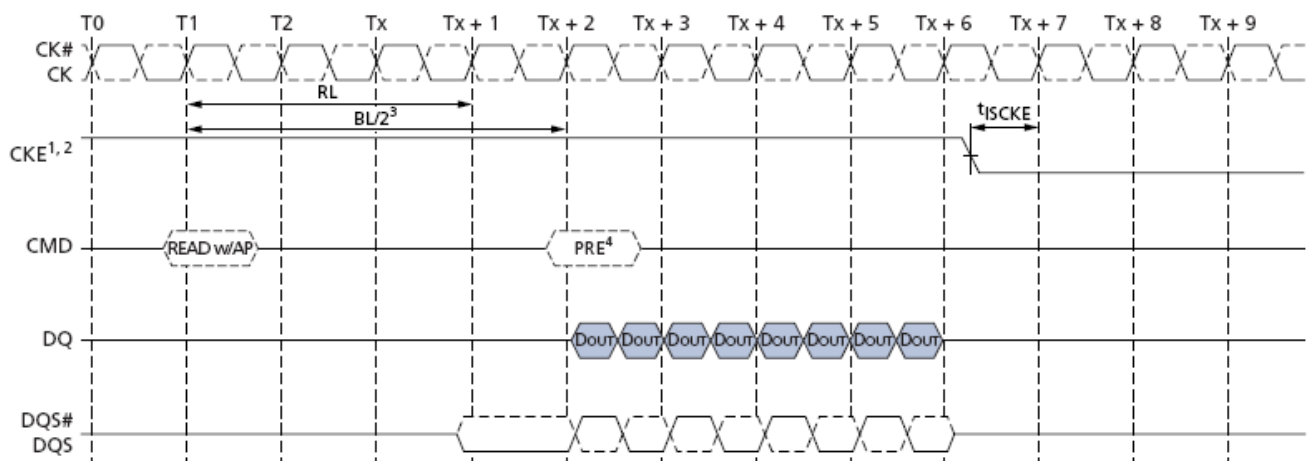 T0 T1 T2 Tx Tx + 1 Tx + 2 Tx + 3 Tx + 4 Tx + 5 Tx + 6 Tx + 7 Tx + 8 Tx + 9
CK#
CK
RL
BL/2³
tISCKE
CKE1, 2
CMD READ w/AP PRE⁴
DQ DOUT DOUT DOUT DOUT DOUT DOUT DOUT DOUT
DQS#
DQS